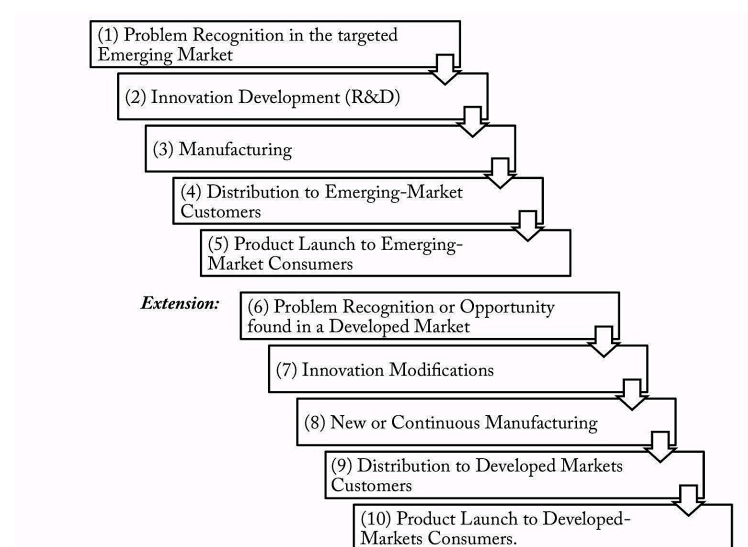 (1) Problem Recognition in the targeted
Emerging Market
(2) Innovation Development (R&D)
(3) Manufacturing
(4) Distribution to Emerging-Market
Customers
(5) Product Launch to Emerging-
Market Consumers
Extension:
(6) Problem Recognition or Opportunity
found in a Developed Market
(7) Innovation Modifications
(8) New or Continuous Manufacturing
(9) Distribution to Developed Markets
Customers
(10) Product Launch to Developed-
Markets Consumers.